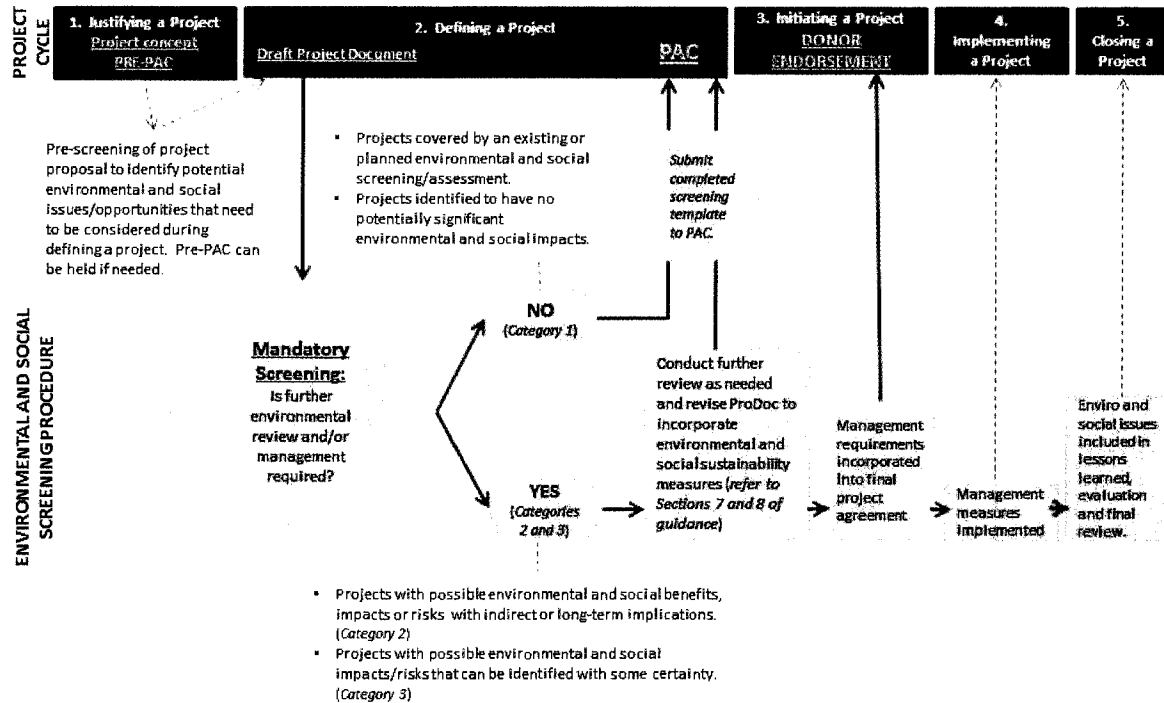 PROJECT
CYCLE
1. Justifying a Project
Project concept
PRE-PAC
2. Defining a Project
Draft Project Document
PAC
3. Initiating a Project
DONOR
ENDORSEMENT
4.
Implementing
a Project
5.
Closing a
Project
ENVIRONMENTAL AND SOCIAL
SCREENING PROCEDURE
Pre-screening of project
proposal to identify potential
environmental and social
issues/opportunities that need
to be considered during
defining a project. Pre-PAC can
be held if needed.
▪ Projects covered by an existing or
planned environmental and social
screening/assessment.
▪ Projects identified to have no
potentially significant
environmental and social impacts.
Submit
completed
screening
template
to PAC.
Mandatory
Screening:
Is further
environmental
review and/or
management
required?
NO
(Category 1)
YES
(Categories
2 and 3)
Conduct further
review as needed
and revise ProDoc to
incorporate
environmental and
social sustainability
measures (refer to
Sections 7 and 8 of
guidance)
Management
requirements
incorporated
into final
project
agreement
Management
measures
implemented
Enviro and
social issues
included in
lessons
learned,
evaluation
and final
review.
▪ Projects with possible environmental and social benefits,
impacts or risks with indirect or long-term implications.
(Category 2)
▪ Projects with possible environmental and social
impacts/risks that can be identified with some certainty.
(Category 3)